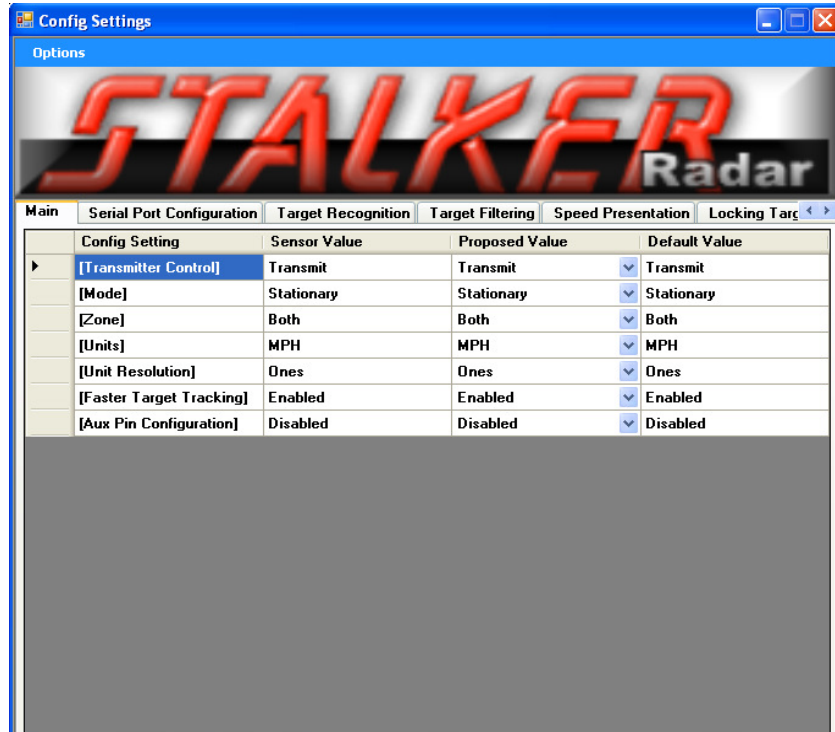 Config Settings
Options
STALKER
Radar
Main Serial Port Configuration Target Recognition Target Filtering Speed Presentation Locking Targ
Config Setting Sensor Value Proposed Value Default Value
[Transmitter Control] Transmit Transmit Transmit
[Mode] Stationary Stationary Stationary
[Zone] Both Both Both
[Units] MPH MPH MPH
[Unit Resolution] Ones Ones Ones
[Faster Target Tracking] Enabled Enabled Enabled
[Aux Pin Configuration] Disabled Disabled Disabled